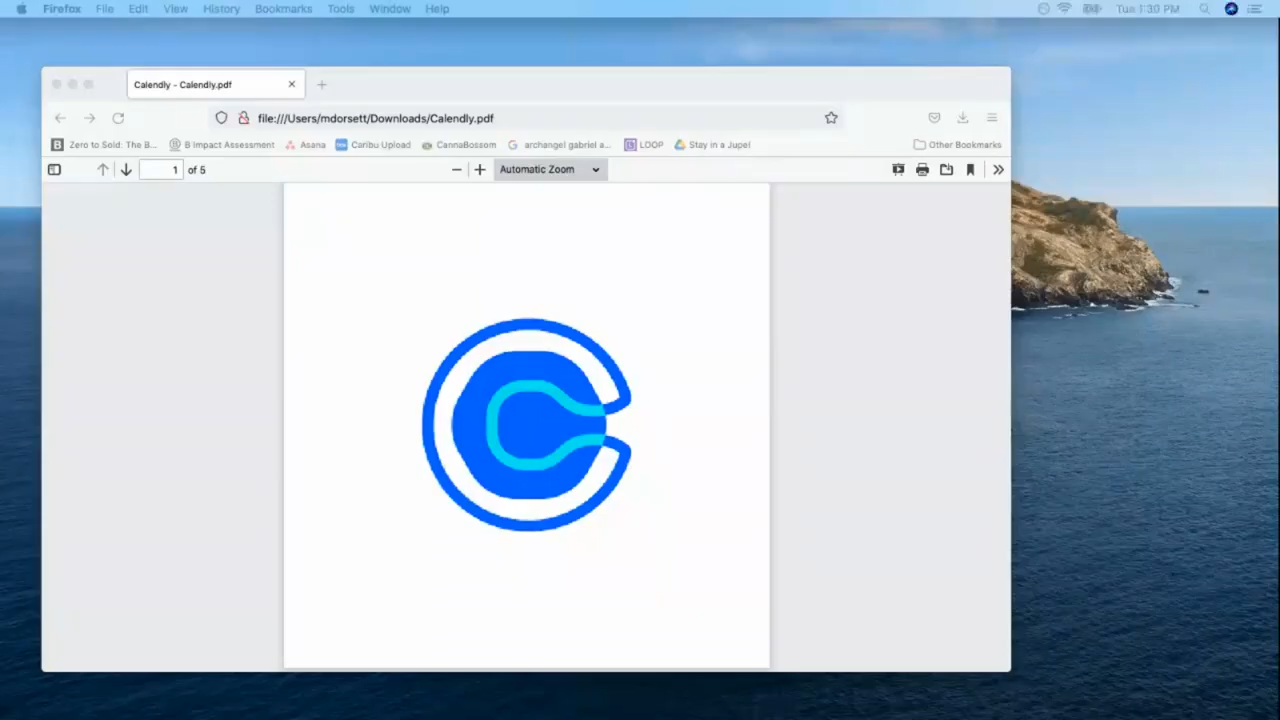 Firefox File Edit View History Bookmarks Tools Window Help Tue 1:30 PM
Calendly - Calendly.pdf
file:///Users/mdorsett/Downloads/Calendly.pdf
Zero to Sold: The B... B Impact Assessment Asana Caribu Upload CannaBossom archangel gabriel a... LOOP Stay in a Jupe! Other Bookmarks
1 of 5 Automatic Zoom